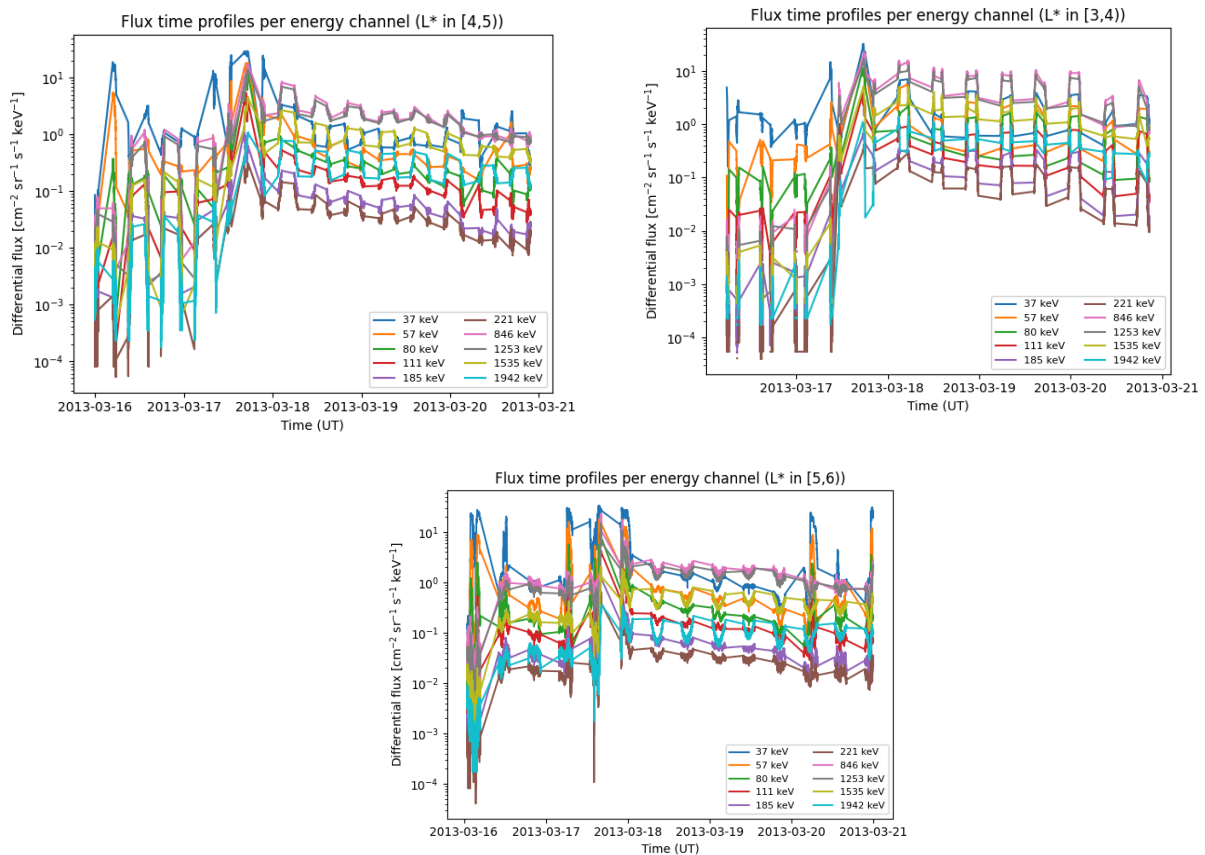 Flux time profiles per energy channel (L* in [4,5))
Differential flux [cm⁻² sr⁻¹ s⁻¹ keV⁻¹]
10¹
10⁰
10⁻¹
10⁻²
10⁻³
10⁻⁴
37 keV 221 keV
57 keV 846 keV
80 keV 1253 keV
111 keV 1535 keV
185 keV 1942 keV
2013-03-16 2013-03-17 2013-03-18 2013-03-19 2013-03-20 2013-03-21
Time (UT)
Flux time profiles per energy channel (L* in [3,4))
Differential flux [cm⁻² sr⁻¹ s⁻¹ keV⁻¹]
10¹
10⁰
10⁻¹
10⁻²
10⁻³
10⁻⁴
37 keV 221 keV
57 keV 846 keV
80 keV 1253 keV
111 keV 1535 keV
185 keV 1942 keV
2013-03-17 2013-03-18 2013-03-19 2013-03-20 2013-03-21
Time (UT)
Flux time profiles per energy channel (L* in [5,6))
Differential flux [cm⁻² sr⁻¹ s⁻¹ keV⁻¹]
10¹
10⁰
10⁻¹
10⁻²
10⁻³
10⁻⁴
37 keV 221 keV
57 keV 846 keV
80 keV 1253 keV
111 keV 1535 keV
185 keV 1942 keV
2013-03-16 2013-03-17 2013-03-18 2013-03-19 2013-03-20 2013-03-21
Time (UT)